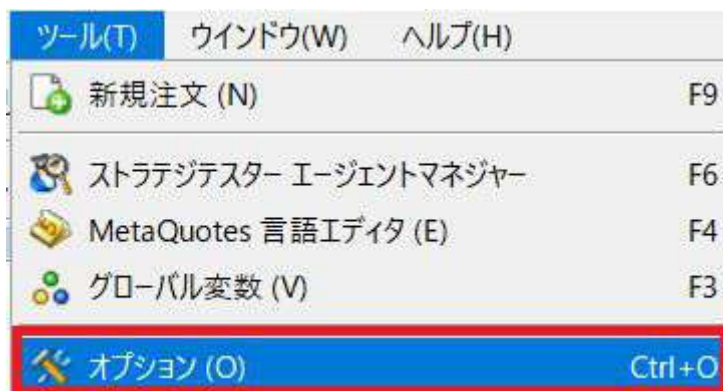 ツール(T) ウインドウ(W) ヘルプ(H)
新規注文 (N) F9
ストラテジテスター エージェントマネジャー F6
MetaQuotes 言語エディタ (E) F4
グローバル変数 (V) F3
オプション (O) Ctrl+O